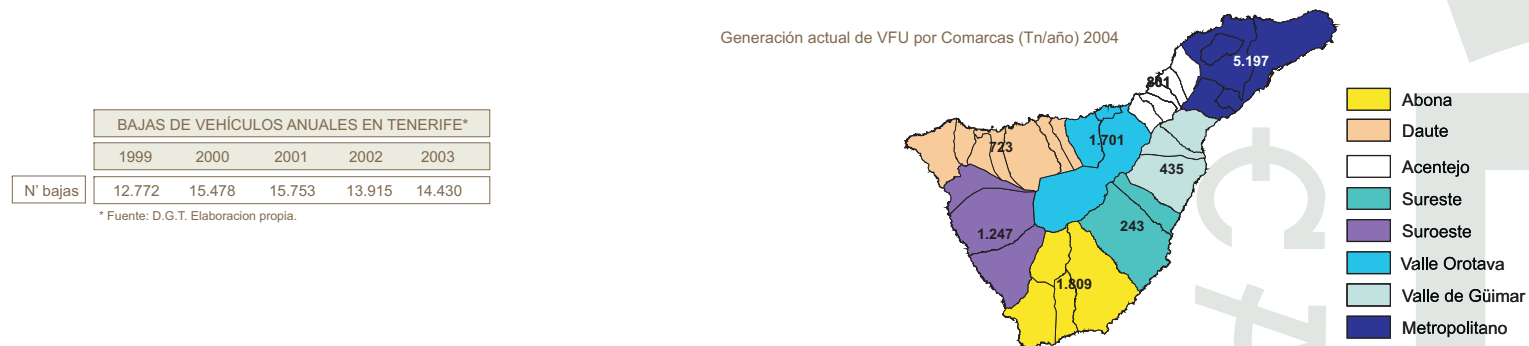 Generación actual de VFU por Comarcas (Tn/año) 2004
BAJAS DE VEHÍCULOS ANUALES EN TENERIFE*
1999 2000 2001 2002 2003
N' bajas 12.772 15.478 15.753 13.915 14.430
* Fuente: D.G.T. Elaboracion propia.
5.197
801
1.701
723
435
243
1.247
1.809
Abona
Daute
Acentejo
Sureste
Suroeste
Valle Orotava
Valle de Güimar
Metropolitano